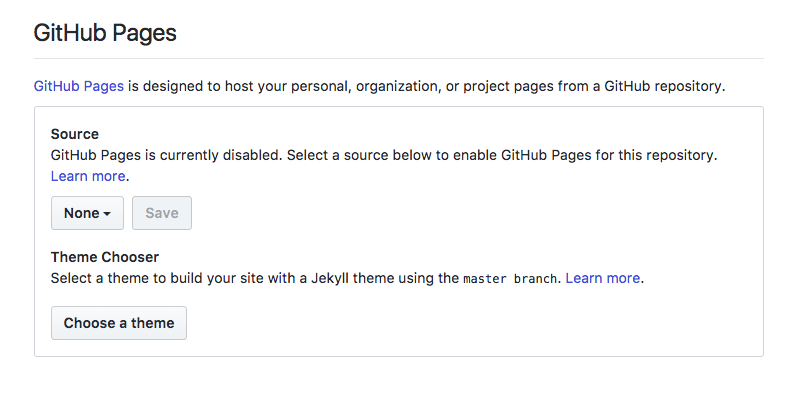 GitHub Pages
GitHub Pages is designed to host your personal, organization, or project pages from a GitHub repository.
Source
GitHub Pages is currently disabled. Select a source below to enable GitHub Pages for this repository.
Learn more.
None Save
Theme Chooser
Select a theme to build your site with a Jekyll theme using the master branch. Learn more.
Choose a theme